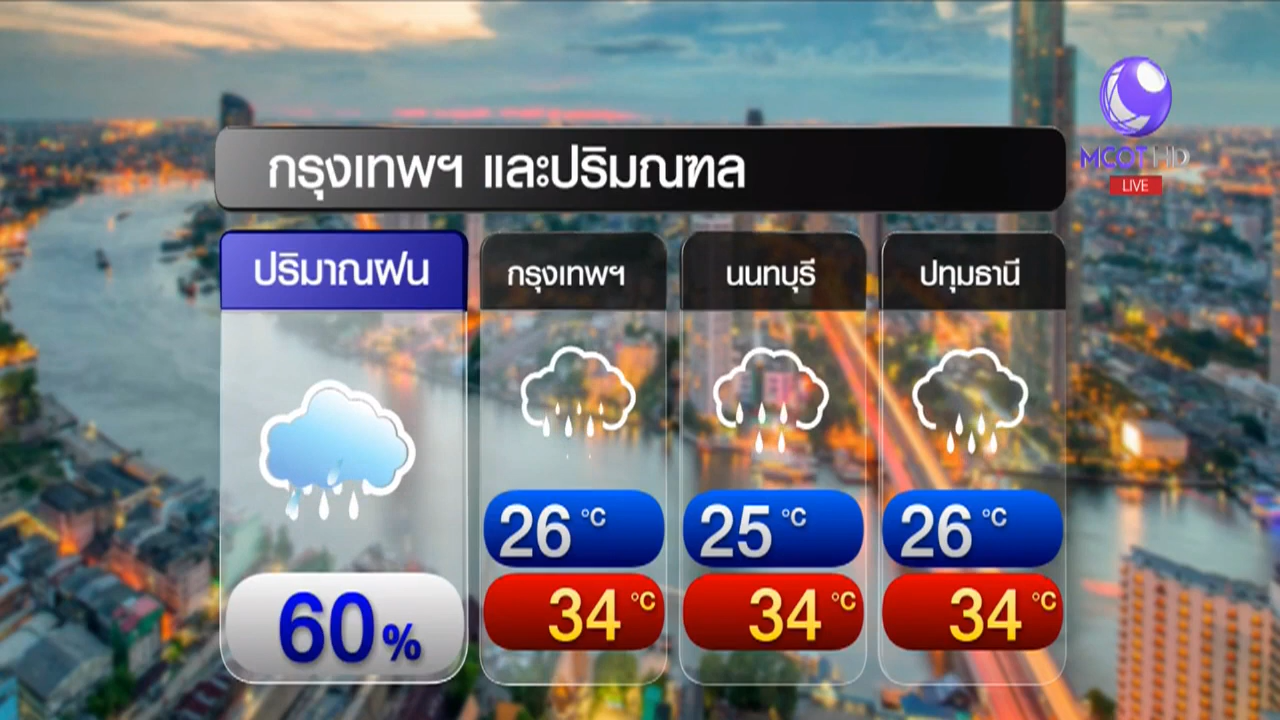 MCOT HD
LIVE
กรุงเทพฯ และปริมณฑล
ปริมาณฝน
กรุงเทพฯ
นนทบุรี
ปทุมธานี
60%
26 °C
25 °C
26 °C
34 °C
34 °C
34 °C